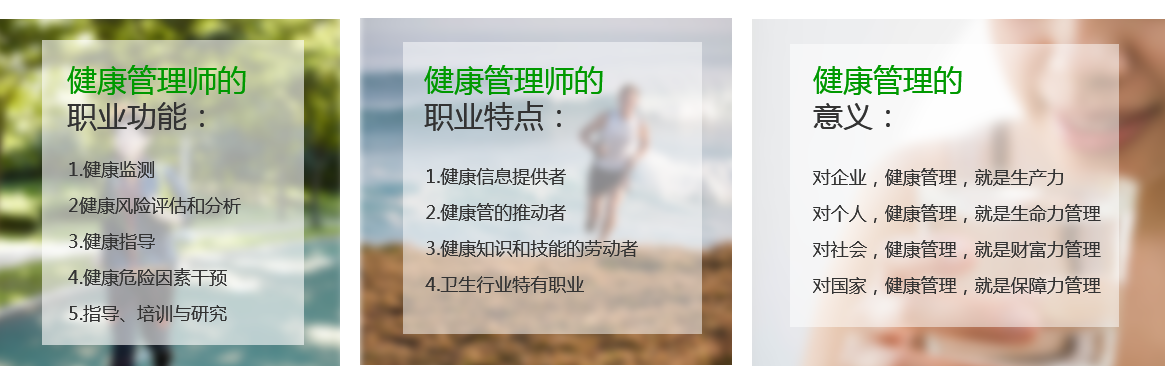 健康管理师的
职业功能：
1.健康监测
2健康风险评估和分析
3.健康指导
4.健康危险因素干预
5.指导、培训与研究
健康管理师的
职业特点：
1.健康信息提供者
2.健康管的推动者
3.健康知识和技能的劳动者
4.卫生行业特有职业
健康管理的
意义：
对企业，健康管理，就是生产力
对个人，健康管理，就是生命力管理
对社会，健康管理，就是财富力管理
对国家，健康管理，就是保障力管理